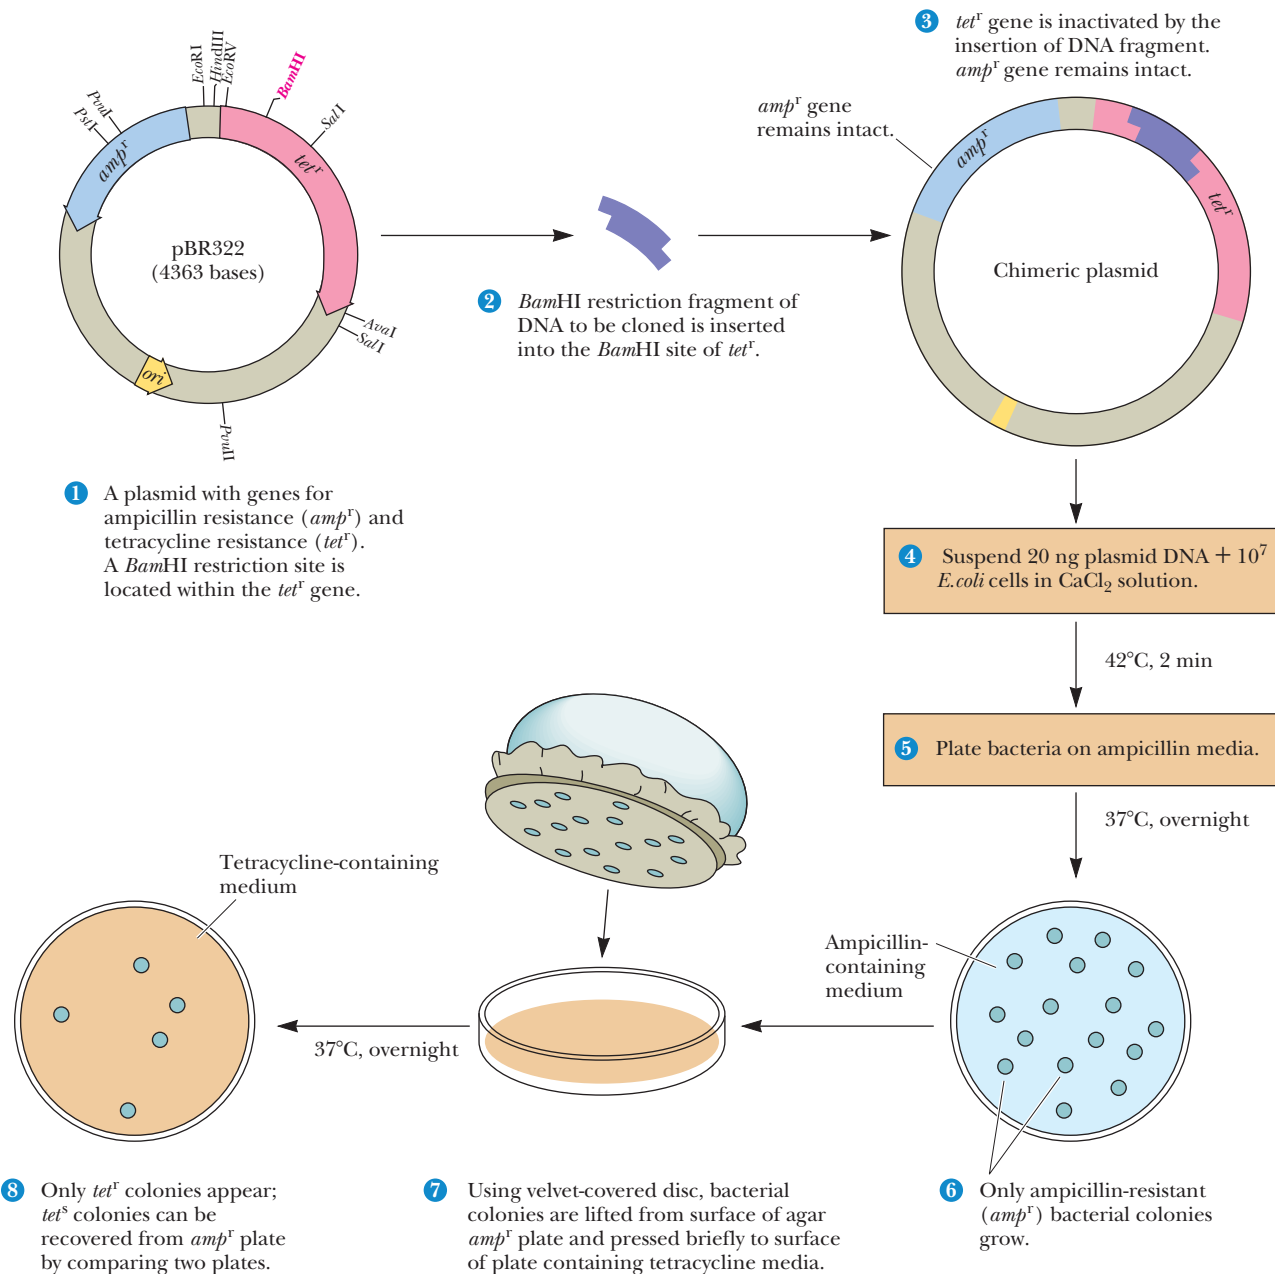 EcoRI
HindIII
EcoRV
BamHI
SalI
PvuI
PstI
ampʳ
tetʳ
pBR322
(4363 bases)
AvaI
SalI
ori
PvuII
1 A plasmid with genes for
ampicillin resistance (ampʳ) and
tetracycline resistance (tetʳ).
A BamHI restriction site is
located within the tetʳ gene.
2 BamHI restriction fragment of
DNA to be cloned is inserted
into the BamHI site of tetʳ.
3 tetʳ gene is inactivated by the
insertion of DNA fragment.
ampʳ gene remains intact.
ampʳ gene
remains intact.
ampʳ
tetʳ
Chimeric plasmid
4 Suspend 20 ng plasmid DNA + 10⁷
E.coli cells in CaCl₂ solution.
42°C, 2 min
5 Plate bacteria on ampicillin media.
37°C, overnight
Ampicillin-
containing
medium
6 Only ampicillin-resistant
(ampʳ) bacterial colonies
grow.
7 Using velvet-covered disc, bacterial
colonies are lifted from surface of agar
ampʳ plate and pressed briefly to surface
of plate containing tetracycline media.
37°C, overnight
Tetracycline-containing
medium
8 Only tetʳ colonies appear;
tetˢ colonies can be
recovered from ampʳ plate
by comparing two plates.